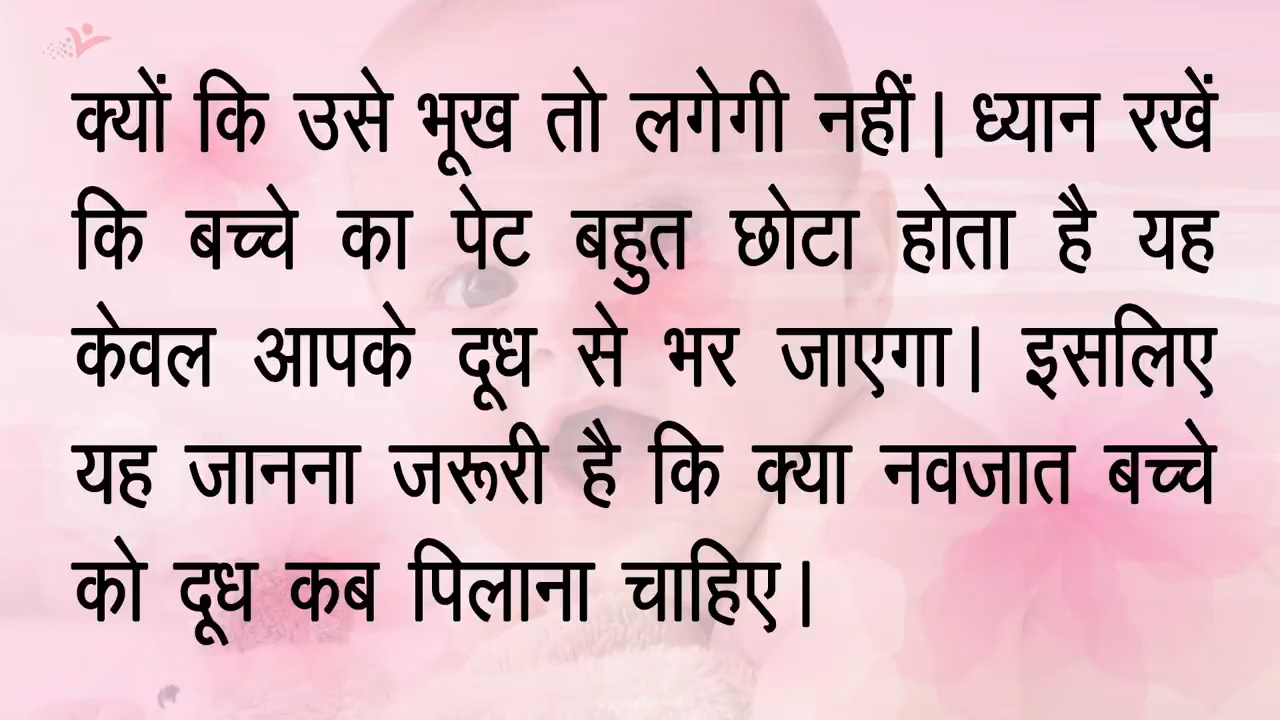 क्यों कि उसे भूख तो लगेगी नहीं। ध्यान रखें
कि बच्चे का पेट बहुत छोटा होता है यह
केवल आपके दूध से भर जाएगा। इसलिए
यह जानना जरूरी है कि क्या नवजात बच्चे
को दूध कब पिलाना चाहिए।